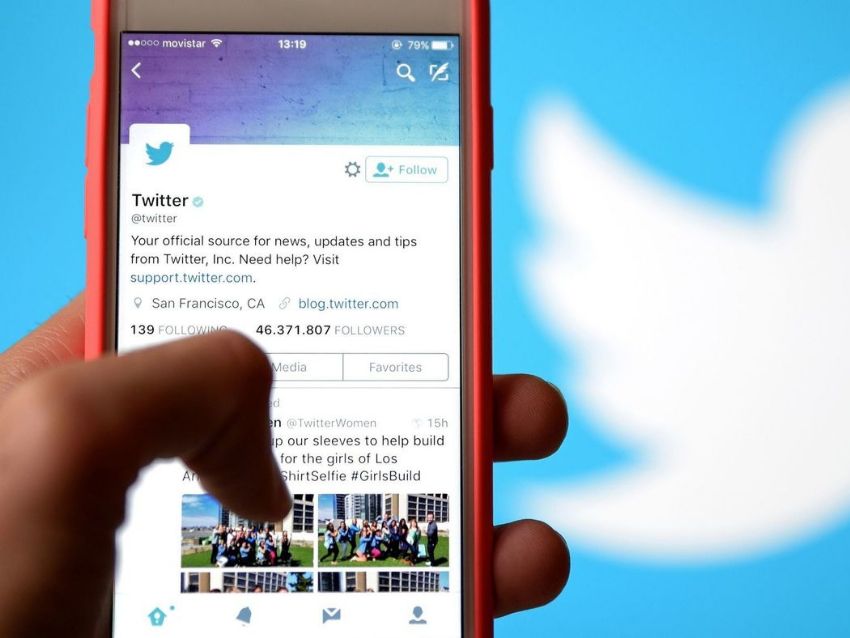 movistar 13:19 79%
Follow
Twitter
@twitter
Your official source for news, updates and tips
from Twitter, Inc. Need help? Visit
support.twitter.com.
San Francisco, CA blog.twitter.com
139 FOLLOWING 46.371.807 FOLLOWERS
Media Favorites
@TwitterWomen 15h
up our sleeves to help build
for the girls of Los
ShirtSelfie #GirlsBuild